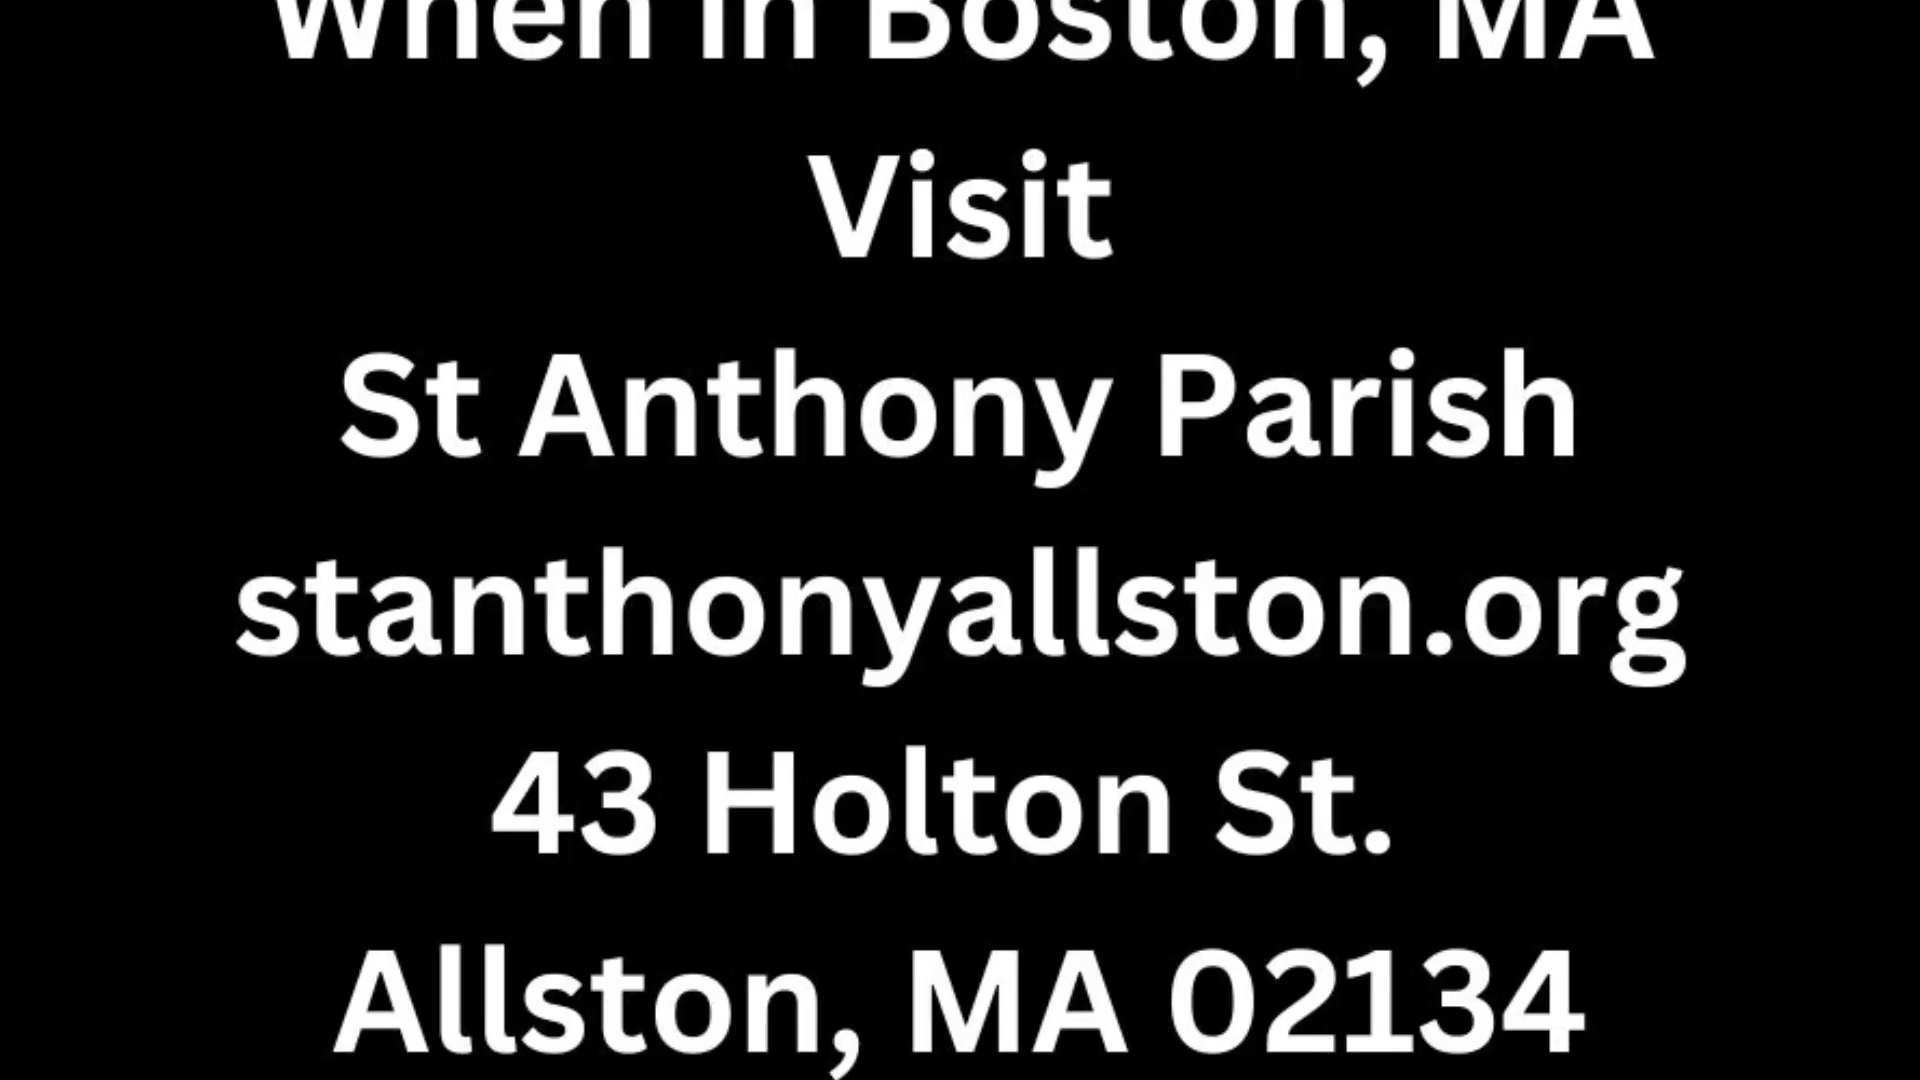 When in Boston, MA
Visit
St Anthony Parish
stanthonyallston.org
43 Holton St.
Allston, MA 02134